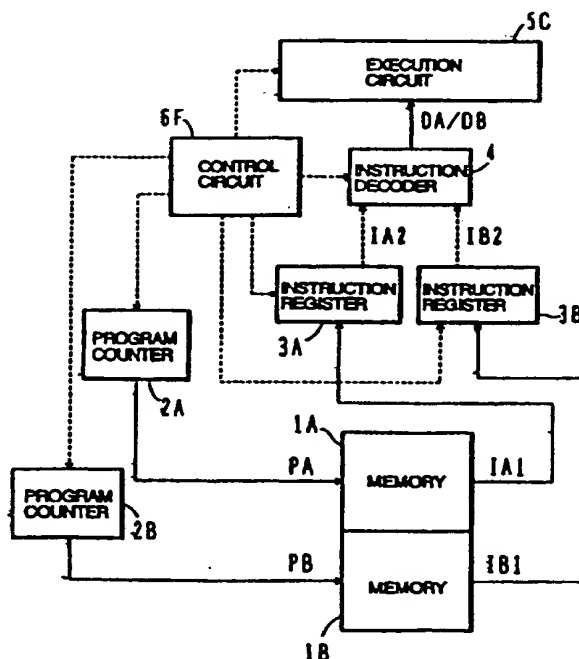 5C
EXECUTION
CIRCUIT
6F
DA/DB
CONTROL
CIRCUIT
4
INSTRUCTION
DECODER
IA2
IB2
INSTRUCTION
REGISTER
3A
INSTRUCTION
REGISTER
3B
PROGRAM
COUNTER
2A
1A
PA
MEMORY
IA1
PROGRAM
COUNTER
2B
PB
MEMORY
IB1
1B